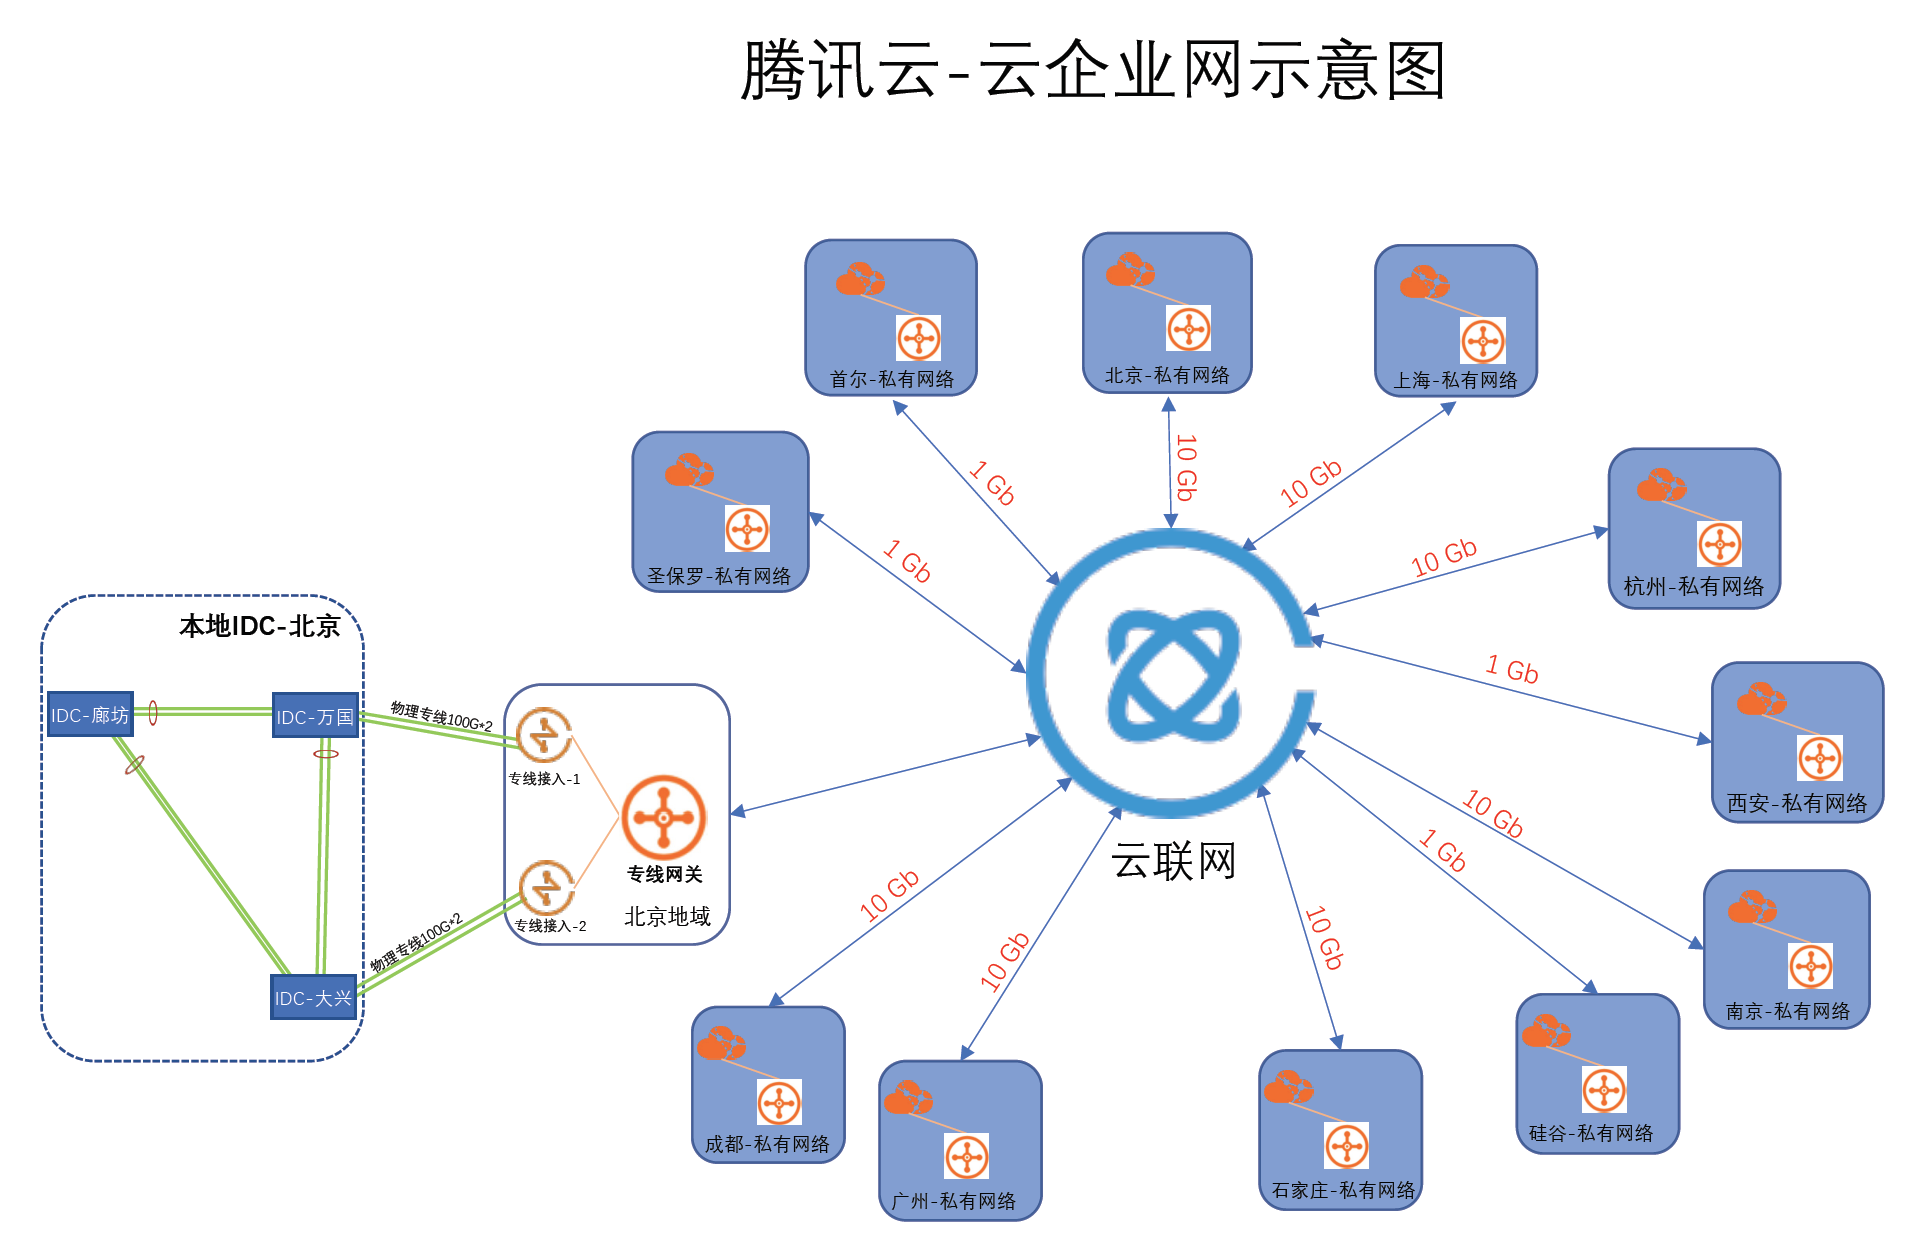 腾讯云-云企业网示意图
首尔-私有网络
北京-私有网络
上海-私有网络
1 Gb
10 Gb
10 Gb
圣保罗-私有网络
1 Gb
10 Gb
杭州-私有网络
本地IDC-北京
IDC-廊坊
IDC-万国
IDC-大兴
物理专线100G*2
物理专线100G*2
专线接入-1
专线网关
北京地域
专线接入-2
云联网
1 Gb
西安-私有网络
10 Gb
南京-私有网络
1 Gb
硅谷-私有网络
10 Gb
成都-私有网络
10 Gb
广州-私有网络
10 Gb
石家庄-私有网络